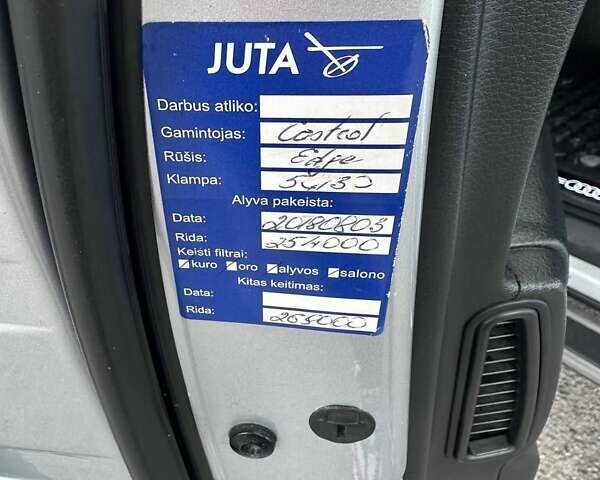 JUTA
Darbus atliko:
Gamintojas: Castrol
Rūšis: Edge
Klampa: 5W30
Alyva pakeista:
Data: 20180803
Rida: 254000
Keisti filtrai:
kuro oro alyvos salono
Kitas keitimas:
Data:
Rida: 269000